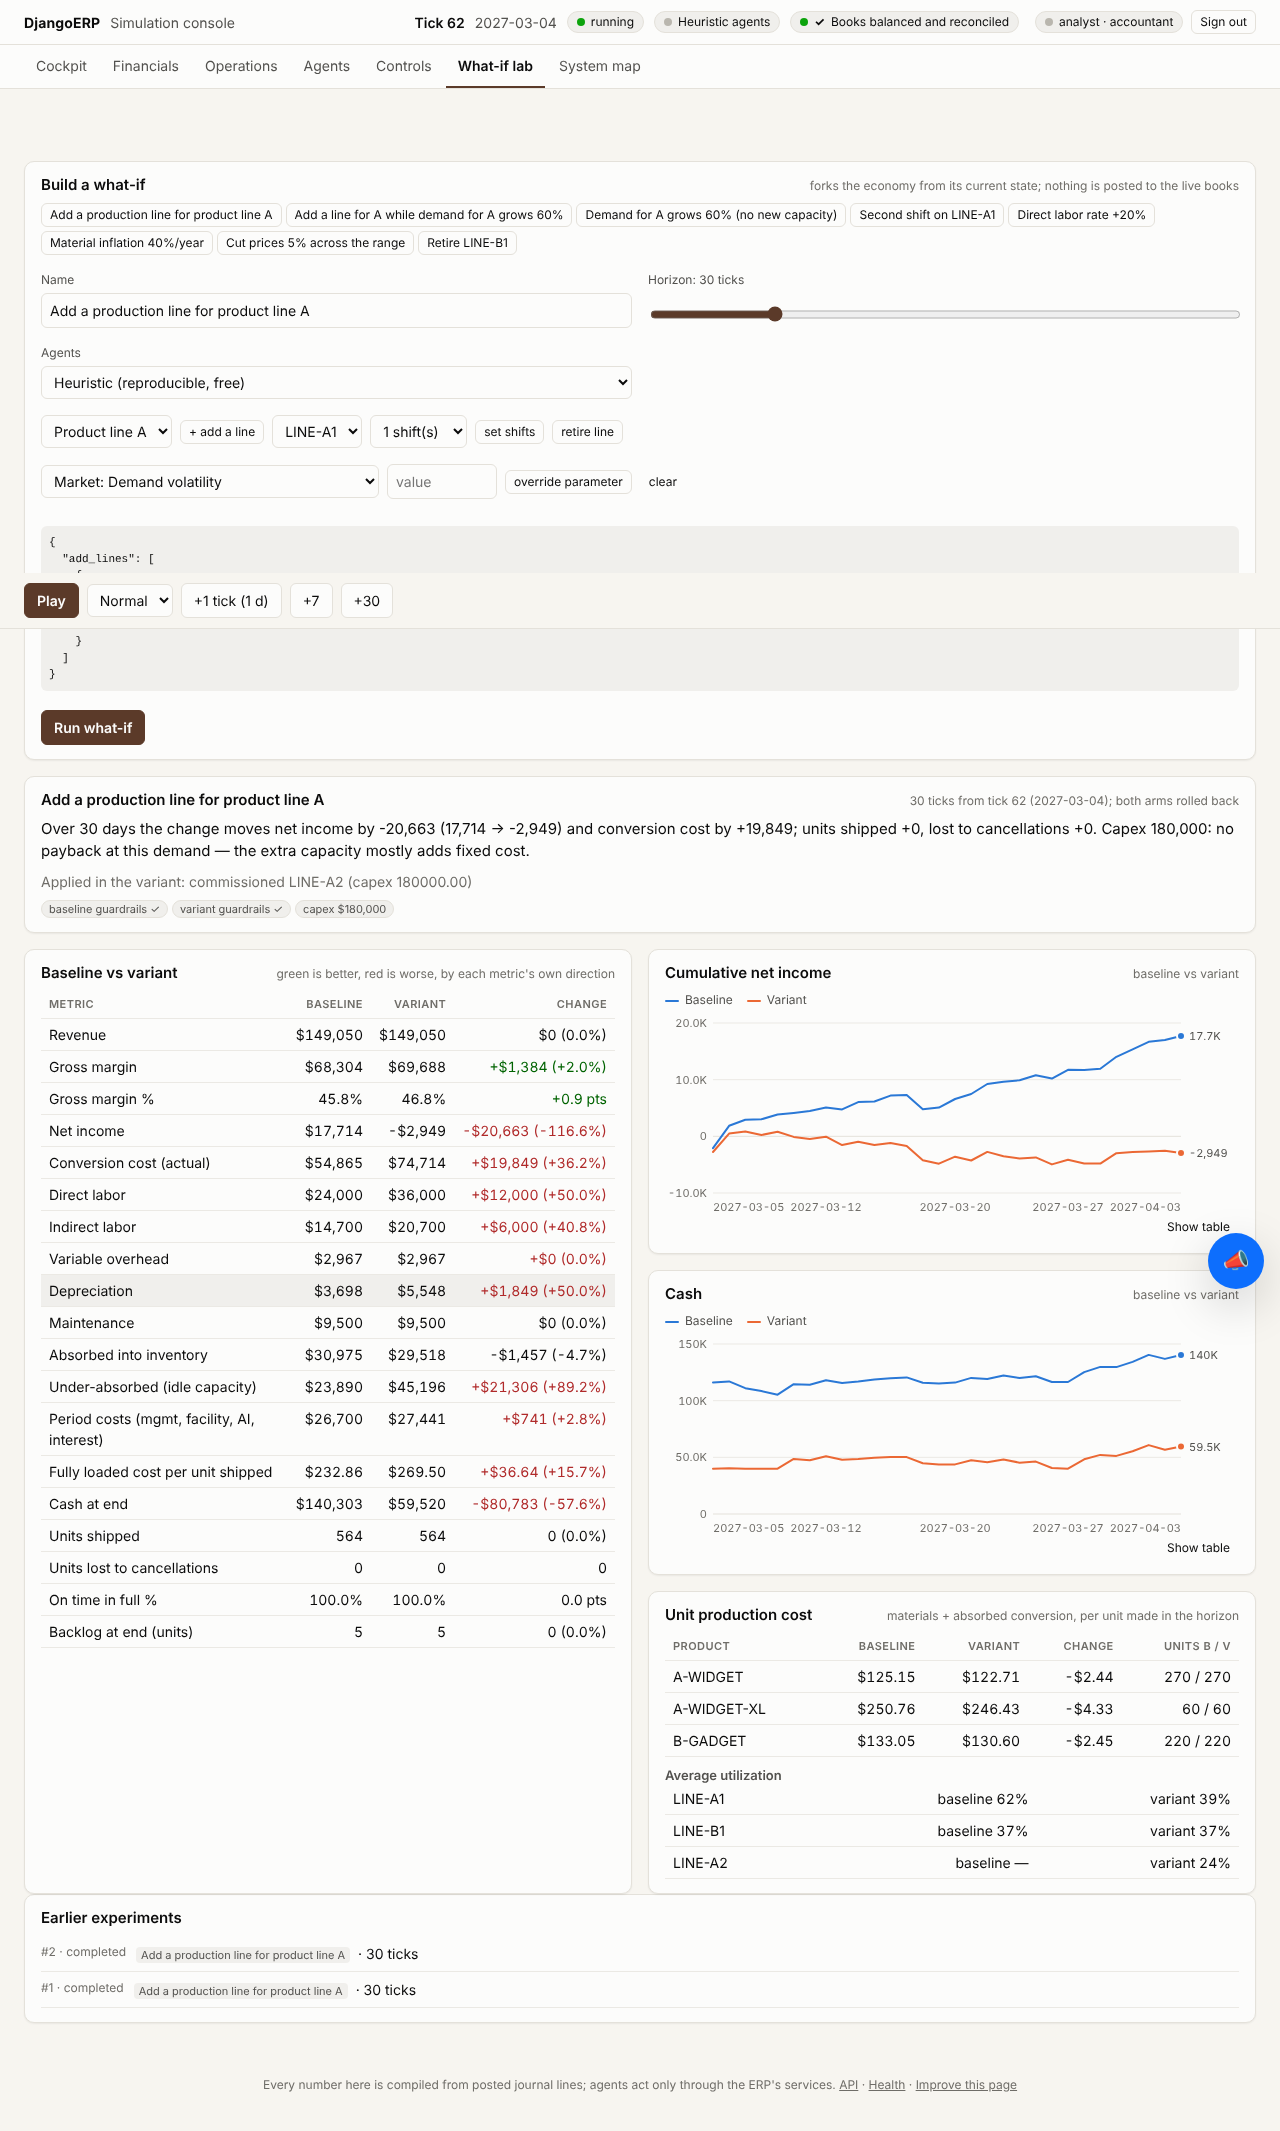 DjangoERP Simulation console Tick 62 2027-03-04 running Heuristic agents ✓ Books balanced and reconciled analyst · accountant Sign out
Cockpit Financials Operations Agents Controls What-if lab System map
Build a what-if forks the economy from its current state; nothing is posted to the live books
Add a production line for product line A Add a line for A while demand for A grows 60% Demand for A grows 60% (no new capacity) Second shift on LINE-A1 Direct labor rate +20%
Material inflation 40%/year Cut prices 5% across the range Retire LINE-B1
Name Horizon: 30 ticks
Add a production line for product line A
Agents
Heuristic (reproducible, free)
Product line A + add a line LINE-A1 1 shift(s) set shifts retire line
Market: Demand volatility value override parameter clear
{
"add_lines": [
Play Normal +1 tick (1 d) +7 +30
}
]
}
Run what-if
Add a production line for product line A 30 ticks from tick 62 (2027-03-04); both arms rolled back
Over 30 days the change moves net income by -20,663 (17,714 → -2,949) and conversion cost by +19,849; units shipped +0, lost to cancellations +0. Capex 180,000: no
payback at this demand — the extra capacity mostly adds fixed cost.
Applied in the variant: commissioned LINE-A2 (capex 180000.00)
baseline guardrails ✓ variant guardrails ✓ capex $180,000
Baseline vs variant green is better, red is worse, by each metric's own direction
METRIC BASELINE VARIANT CHANGE
Revenue $149,050 $149,050 $0 (0.0%)
Gross margin $68,304 $69,688 +$1,384 (+2.0%)
Gross margin % 45.8% 46.8% +0.9 pts
Net income $17,714 -$2,949 -$20,663 (-116.6%)
Conversion cost (actual) $54,865 $74,714 +$19,849 (+36.2%)
Direct labor $24,000 $36,000 +$12,000 (+50.0%)
Indirect labor $14,700 $20,700 +$6,000 (+40.8%)
Variable overhead $2,967 $2,967 +$0 (0.0%)
Depreciation $3,698 $5,548 +$1,849 (+50.0%)
Maintenance $9,500 $9,500 $0 (0.0%)
Absorbed into inventory $30,975 $29,518 -$1,457 (-4.7%)
Under-absorbed (idle capacity) $23,890 $45,196 +$21,306 (+89.2%)
Period costs (mgmt, facility, AI, $26,700 $27,441 +$741 (+2.8%)
interest)
Fully loaded cost per unit shipped $232.86 $269.50 +$36.64 (+15.7%)
Cash at end $140,303 $59,520 -$80,783 (-57.6%)
Units shipped 564 564 0 (0.0%)
Units lost to cancellations 0 0 0
On time in full % 100.0% 100.0% 0.0 pts
Backlog at end (units) 5 5 0 (0.0%)
Cumulative net income baseline vs variant
Baseline Variant
20.0K
17.7K
10.0K
0
-2,949
-10.0K
2027-03-05 2027-03-12 2027-03-20 2027-03-27 2027-04-03
Show table
Cash baseline vs variant
Baseline Variant
150K
140K
100K
59.5K
50.0K
0
2027-03-05 2027-03-12 2027-03-20 2027-03-27 2027-04-03
Show table
Unit production cost materials + absorbed conversion, per unit made in the horizon
PRODUCT BASELINE VARIANT CHANGE UNITS B / V
A-WIDGET $125.15 $122.71 -$2.44 270 / 270
A-WIDGET-XL $250.76 $246.43 -$4.33 60 / 60
B-GADGET $133.05 $130.60 -$2.45 220 / 220
Average utilization
LINE-A1 baseline 62% variant 39%
LINE-B1 baseline 37% variant 37%
LINE-A2 baseline — variant 24%
Earlier experiments
#2 · completed Add a production line for product line A · 30 ticks
#1 · completed Add a production line for product line A · 30 ticks
Every number here is compiled from posted journal lines; agents act only through the ERP's services. API · Health · Improve this page